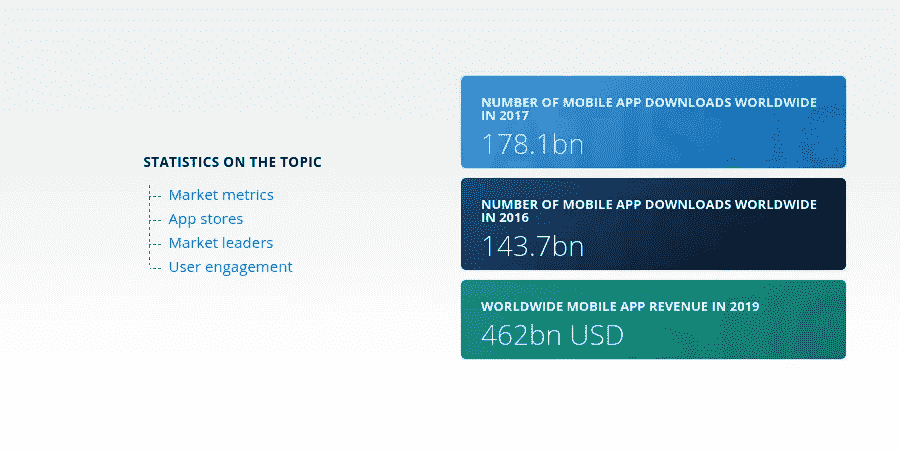 STATISTICS ON THE TOPIC
Market metrics
App stores
Market leaders
User engagement
NUMBER OF MOBILE APP DOWNLOADS WORLDWIDE
IN 2017
178.1bn
NUMBER OF MOBILE APP DOWNLOADS WORLDWIDE
IN 2016
143.7bn
WORLDWIDE MOBILE APP REVENUE IN 2019
462bn USD